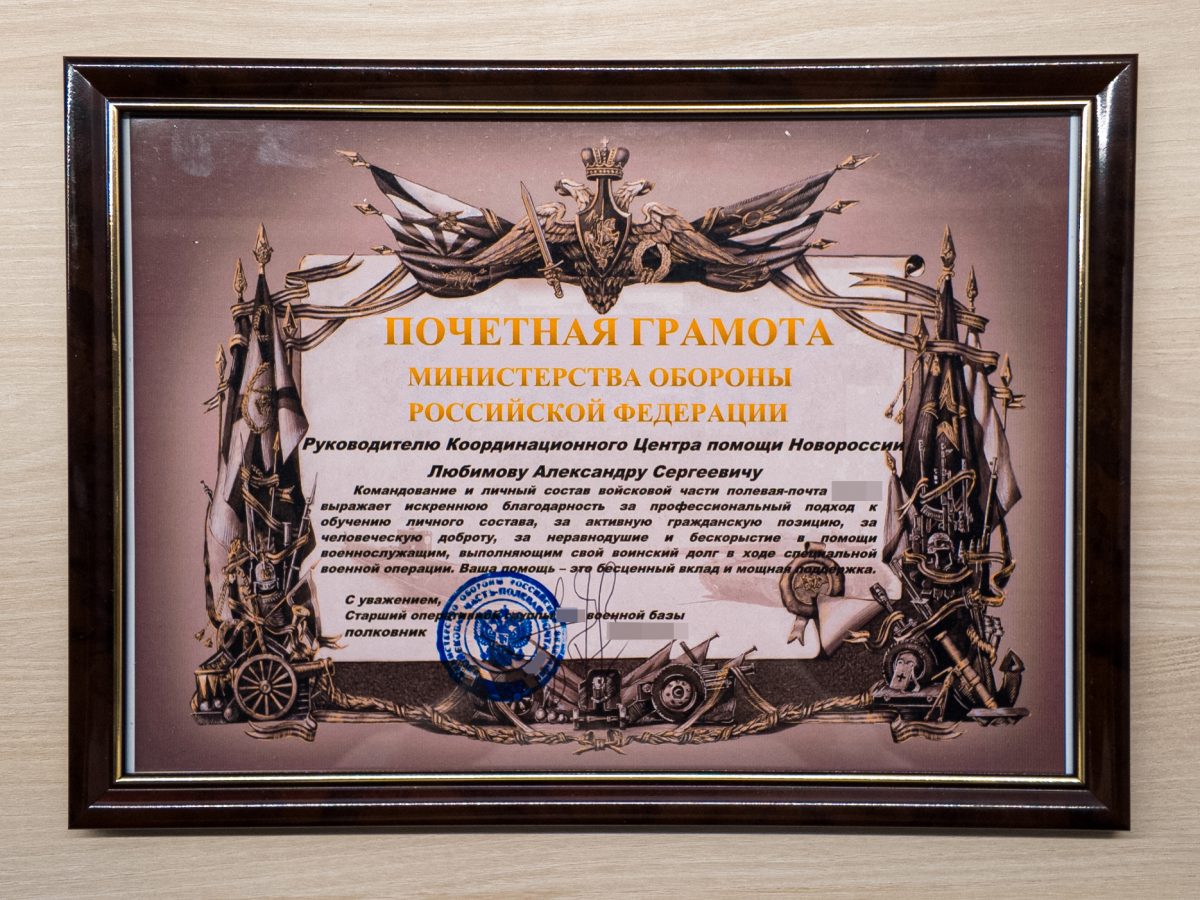 ПОЧЕТНАЯ ГРАМОТА
МИНИСТЕРСТВА ОБОРОНЫ
РОССИЙСКОЙ ФЕДЕРАЦИИ
Руководителю Координационного Центра помощи Новороссии
Любимову Александру Сергеевичу
Командование и личный состав войсковой части полевая-почта
выражает искреннюю благодарность за профессиональный подход к
обучению личного состава, за активную гражданскую позицию, за
человеческую доброту, за неравнодушие и бескорыстие в помощи
военнослужащим, выполняющим свой воинский долг в ходе специальной
военной операции. Ваша помощь – это бесценный вклад и мощная поддержка.
С уважением,
Старший военной базы
полковник